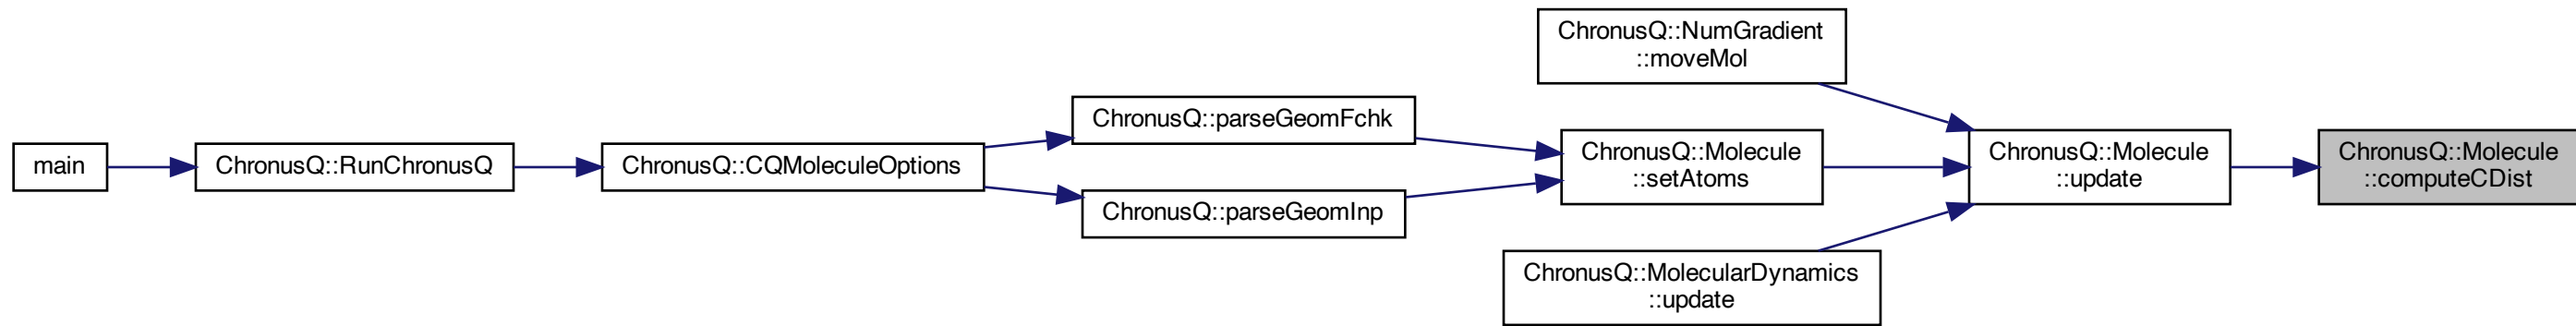 main
ChronusQ::RunChronusQ
ChronusQ::CQMoleculeOptions
ChronusQ::parseGeomFchk
ChronusQ::parseGeomInp
ChronusQ::NumGradient
::moveMol
ChronusQ::Molecule
::setAtoms
ChronusQ::MolecularDynamics
::update
ChronusQ::Molecule
::update
ChronusQ::Molecule
::computeCDist